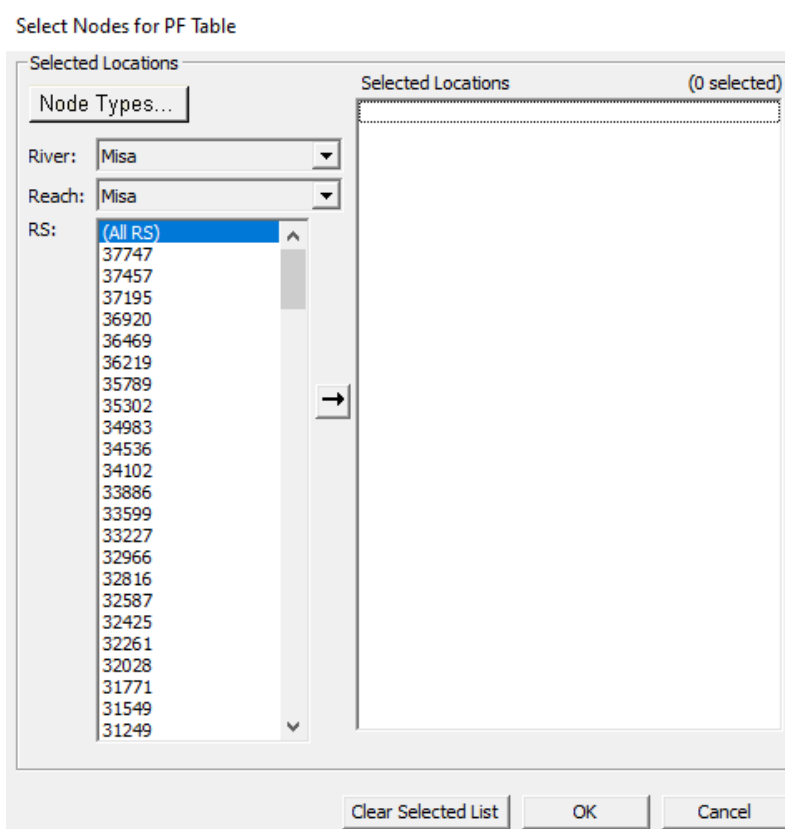 Select Nodes for PF Table
Selected Locations
Node Types...
River: Misa
Reach: Misa
RS:
(All RS)
37747
37457
37195
36920
36469
36219
35789
35302
34983
34536
34102
33886
33599
33227
32966
32816
32587
32425
32261
32028
31771
31549
31249
Selected Locations (0 selected)
Clear Selected List OK Cancel